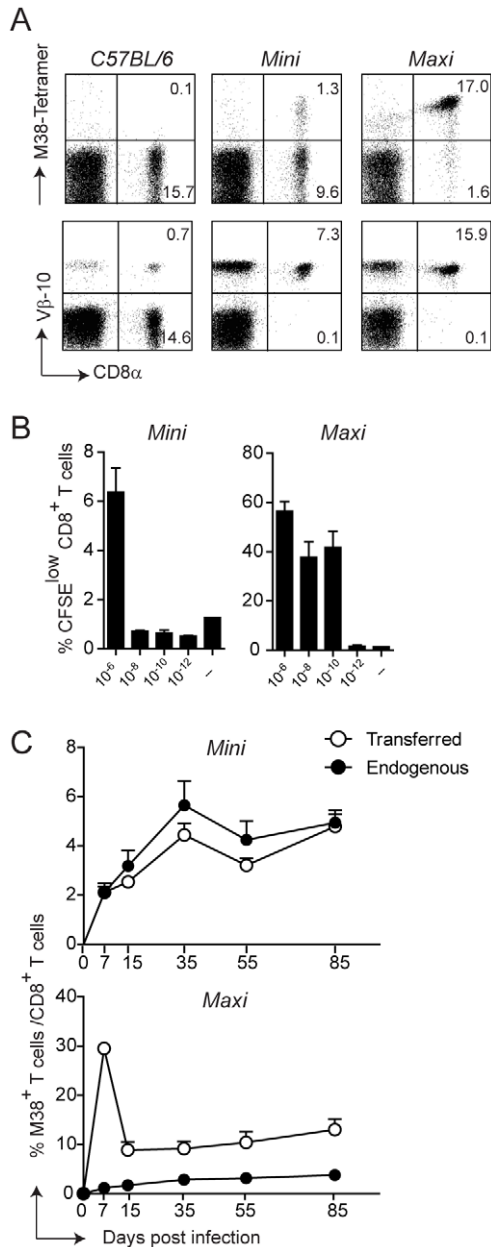 A
C57BL/6 Mini Maxi
M38-Tetramer
0.1 1.3 17.0
15.7 9.6 1.6
Vβ-10
0.7 7.3 15.9
14.6 0.1 0.1
CD8α
B
Mini Maxi
% CFSE^low CD8⁺ T cells
8 80
6 60
4 40
2 20
0 0
10⁻⁶ 10⁻⁸ 10⁻¹⁰ 10⁻¹² – 10⁻⁶ 10⁻⁸ 10⁻¹⁰ 10⁻¹² –
C
Mini
Transferred
Endogenous
8
6
4
2
0
0 7 15 35 55 85
Maxi
% M38⁺ T cells /CD8⁺ T cells
40
30
20
10
0
0 7 15 35 55 85
Days post infection